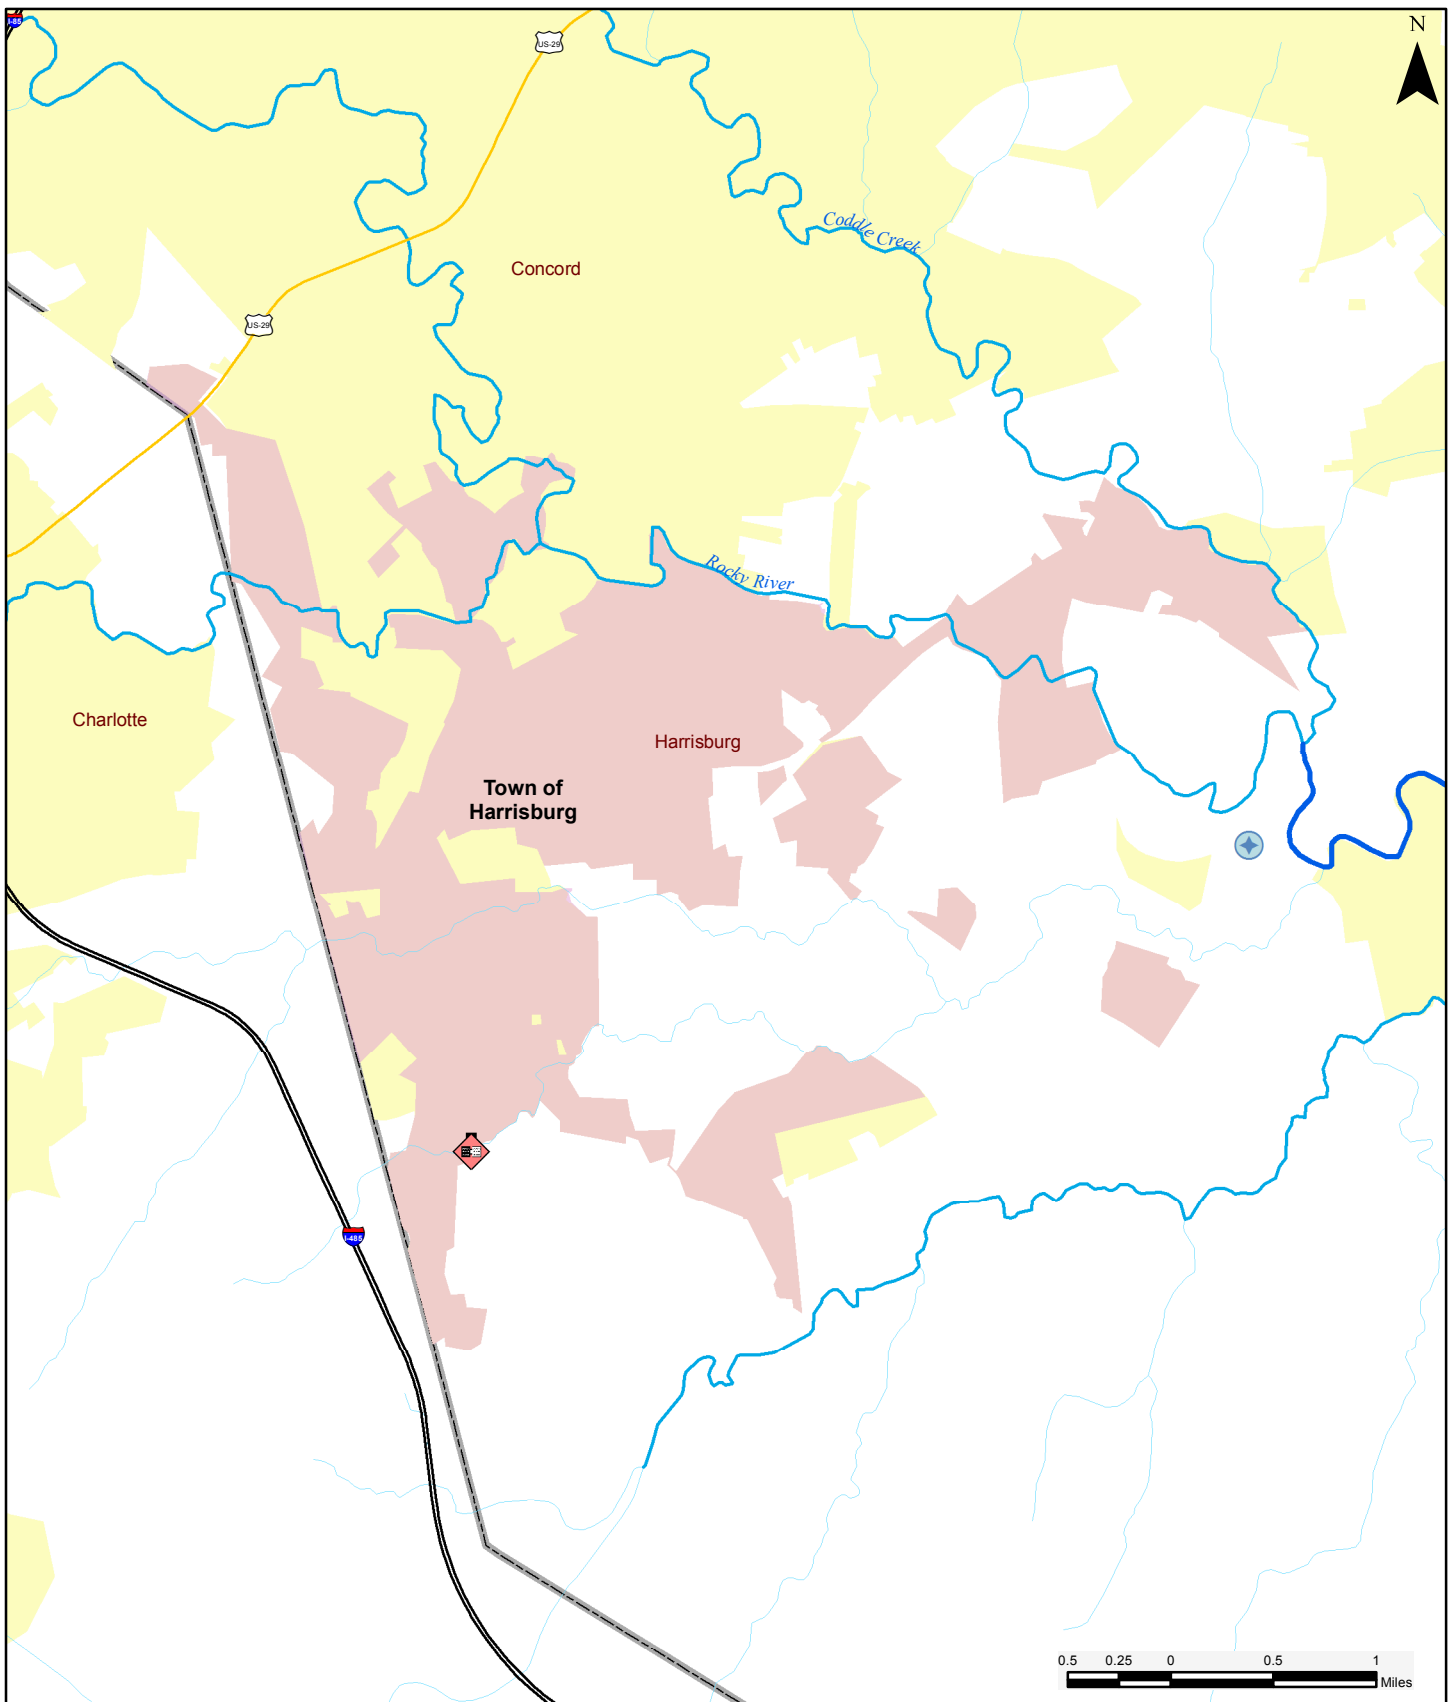 I-85
US-29
N
Coddle Creek
Concord
US-29
Rocky River
Charlotte
Harrisburg
Town of
Harrisburg
I-485
0.5 0.25 0 0.5 1
Miles